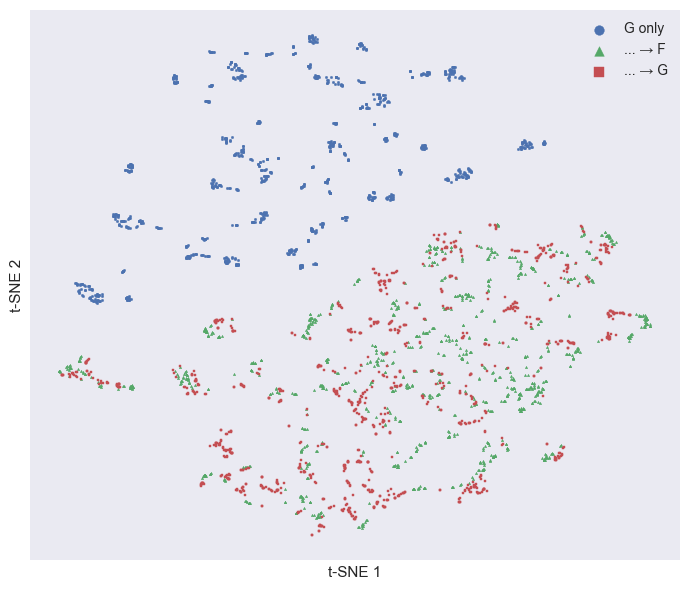 G only
... → F
... → G
t-SNE 2
t-SNE 1